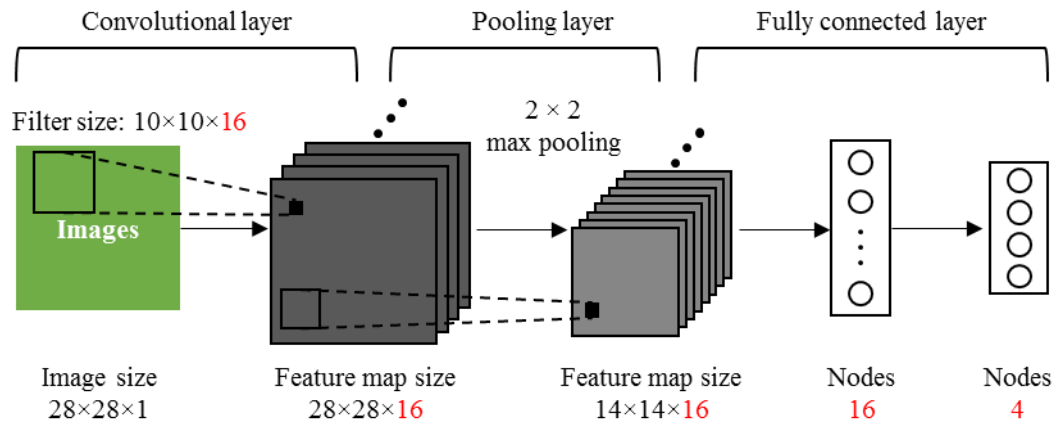 Convolutional layer
Pooling layer
Fully connected layer
Filter size: 10×10×16
2 × 2
max pooling
Images
Image size
28×28×1
Feature map size
28×28×16
Feature map size
14×14×16
Nodes
16
Nodes
4